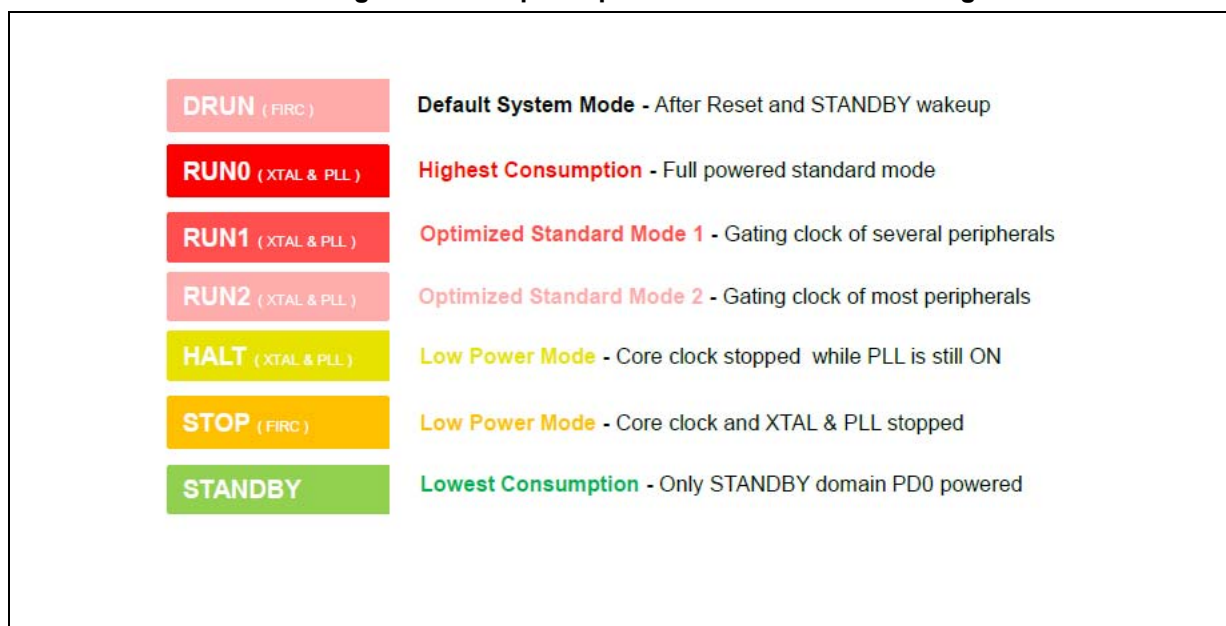 DRUN ( FIRC ) Default System Mode - After Reset and STANDBY wakeup
RUN0 ( XTAL & PLL ) Highest Consumption - Full powered standard mode
RUN1 ( XTAL & PLL ) Optimized Standard Mode 1 - Gating clock of several peripherals
RUN2 ( XTAL & PLL ) Optimized Standard Mode 2 - Gating clock of most peripherals
HALT ( XTAL & PLL ) Low Power Mode - Core clock stopped while PLL is still ON
STOP ( FIRC ) Low Power Mode - Core clock and XTAL & PLL stopped
STANDBY Lowest Consumption - Only STANDBY domain PD0 powered